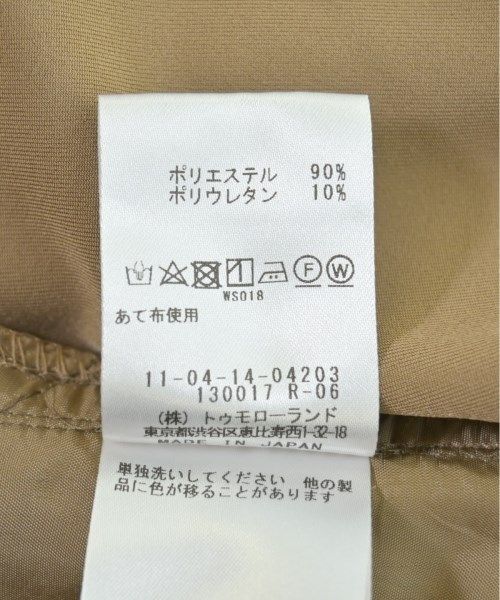 ポリエステル 90%
ポリウレタン 10%
F W
WS018
あて布使用
11-04-14-04203
130017 R-06
(株) トゥモローランド
東京都渋谷区恵比寿西1-32-18
MADE IN JAPAN
単独洗いしてください 他の製
品に色が移ることがあります